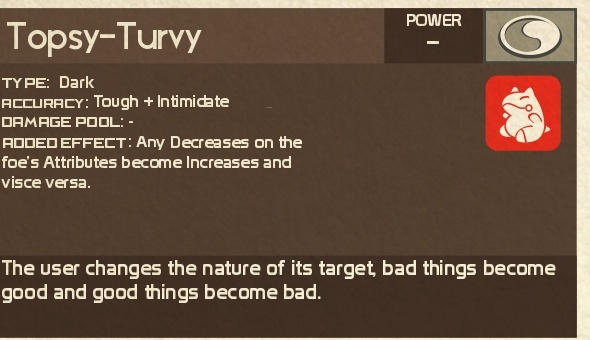 Topsy-Turvy
POWER
–
TYPE: Dark
ACCURACY: Tough + Intimidate
DAMAGE POOL: -
ADDED EFFECT: Any Decreases on the
foe's Attributes become Increases and
visce versa.
The user changes the nature of its target, bad things become
good and good things become bad.